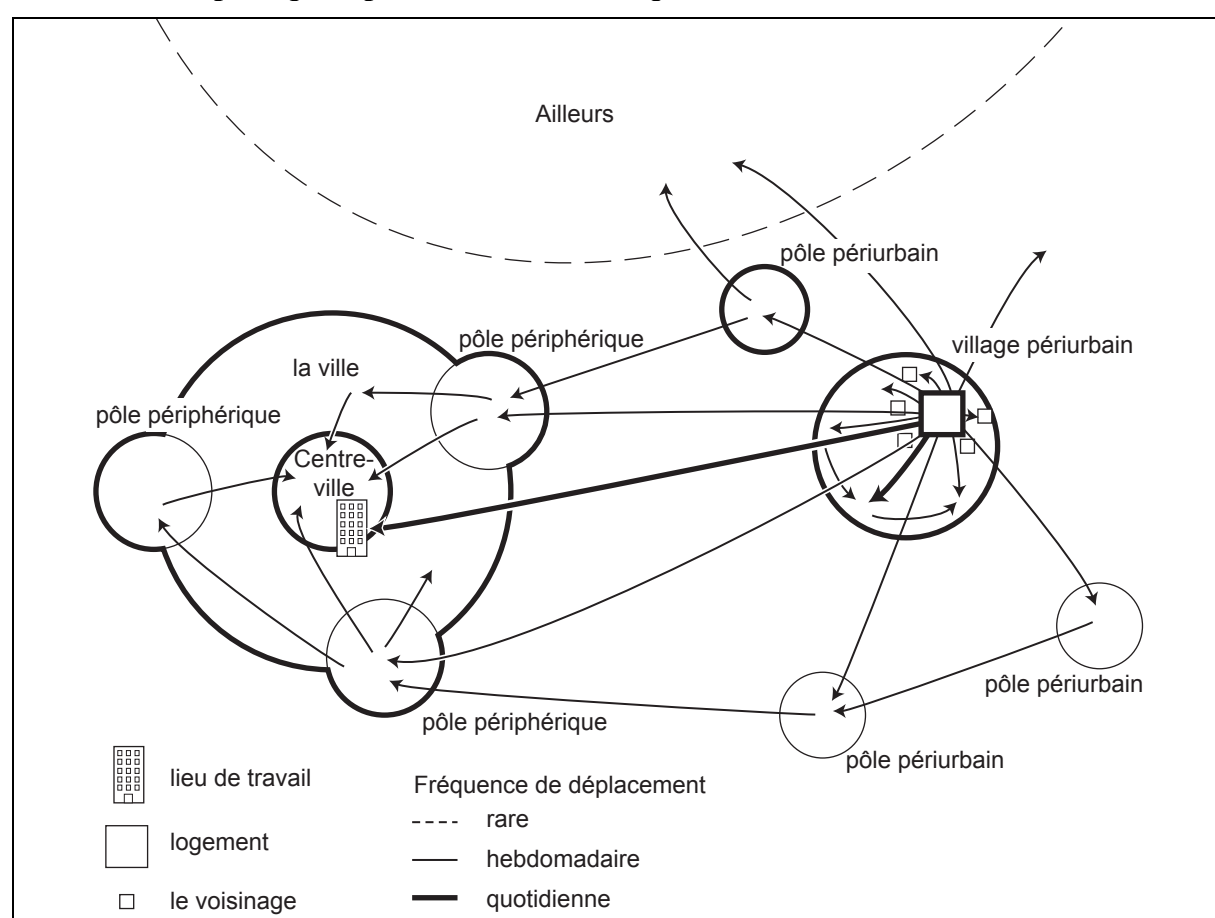 Ailleurs
pôle périurbain
pôle périphérique
village périurbain
la ville
pôle périphérique
Centre-
ville
pôle périurbain
pôle périphérique
pôle périurbain
lieu de travail
logement
le voisinage
Fréquence de déplacement
rare
hebdomadaire
quotidienne